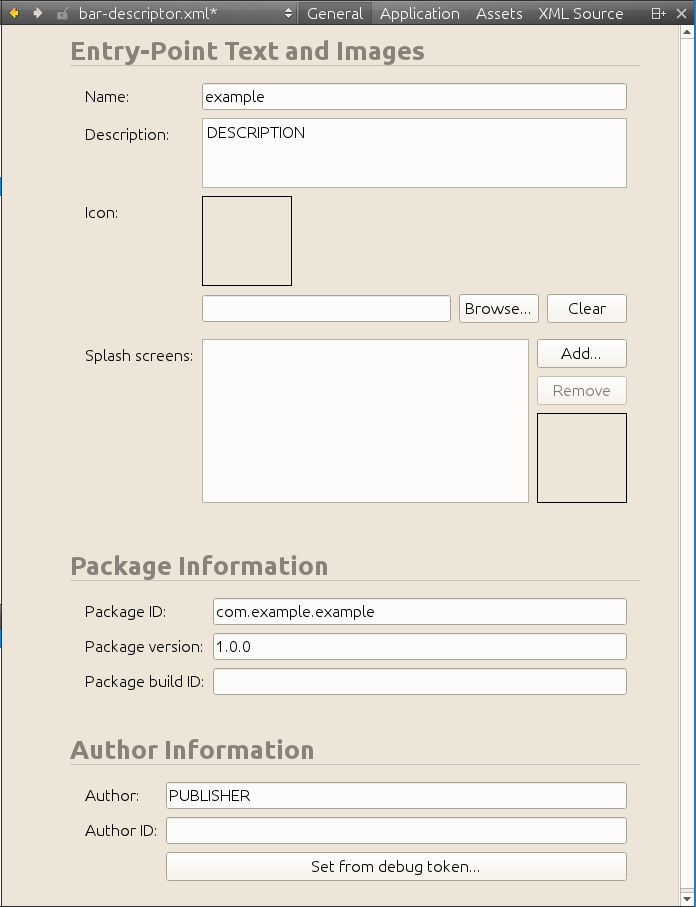 bar-descriptor.xml* General Application Assets XML Source
Entry-Point Text and Images
Name: example
Description: DESCRIPTION
Icon:
Browse... Clear
Splash screens: Add...
Remove
Package Information
Package ID: com.example.example
Package version: 1.0.0
Package build ID:
Author Information
Author: PUBLISHER
Author ID:
Set from debug token...